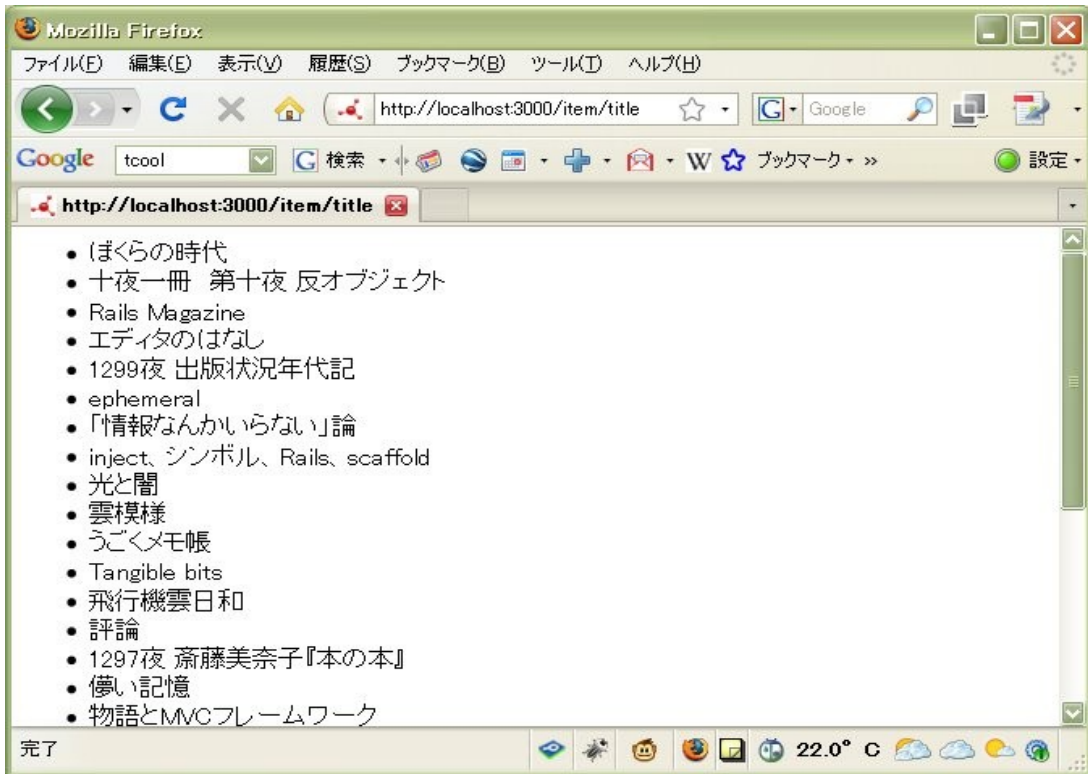 Mozilla Firefox
ファイル(F) 編集(E) 表示(V) 履歴(S) ブックマーク(B) ツール(T) ヘルプ(H)
http://localhost:3000/item/title G Google
Google tcool G 検索 W ブックマーク » 設定
http://localhost:3000/item/title
• ぼくらの時代
• 十夜一冊 第十夜 反オブジェクト
• Rails Magazine
• エディタのはなし
• 1299夜 出版状況年代記
• ephemeral
• 「情報なんかいらない」論
• inject、シンボル、Rails、scaffold
• 光と闇
• 雲模様
• うごくメモ帳
• Tangible bits
• 飛行機雲日和
• 評論
• 1297夜 斎藤美奈子『本の本』
• 儚い記憶
• 物語とMVCフレームワーク
完了 22.0° C